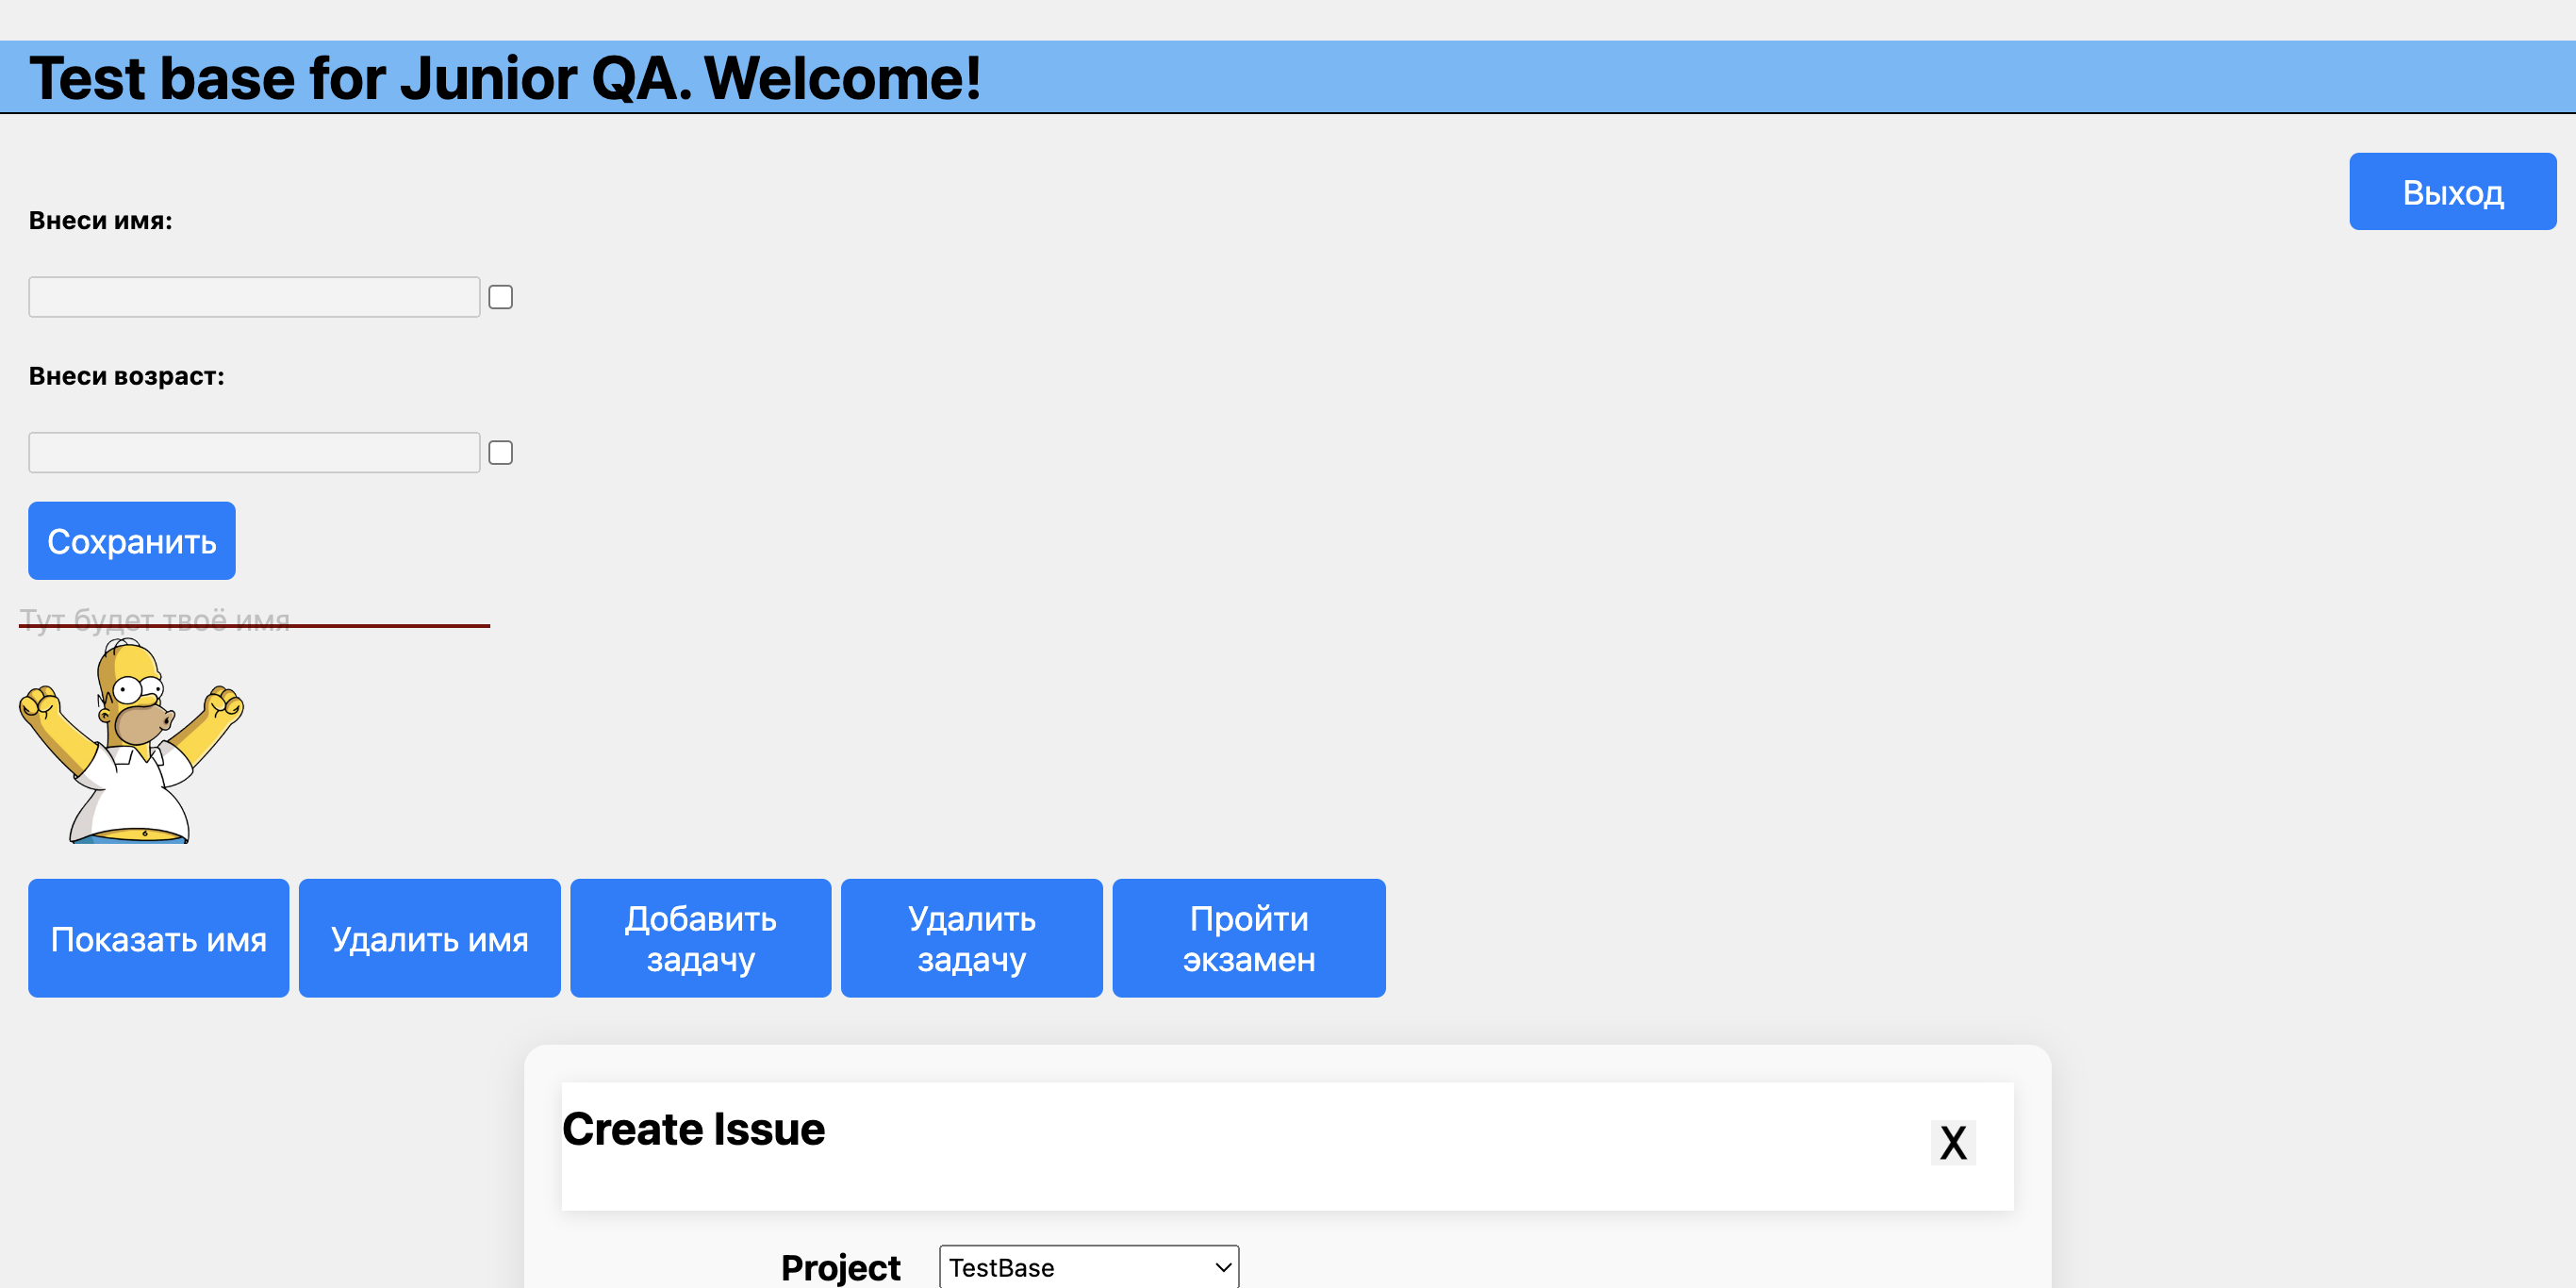 Test base for Junior QA. Welcome!
Выход
Внеси имя:
Внеси возраст:
Сохранить
Тут будет твоё имя
Показать имя
Удалить имя
Добавить
задачу
Удалить
задачу
Пройти
экзамен
Create Issue
X
Project
TestBase